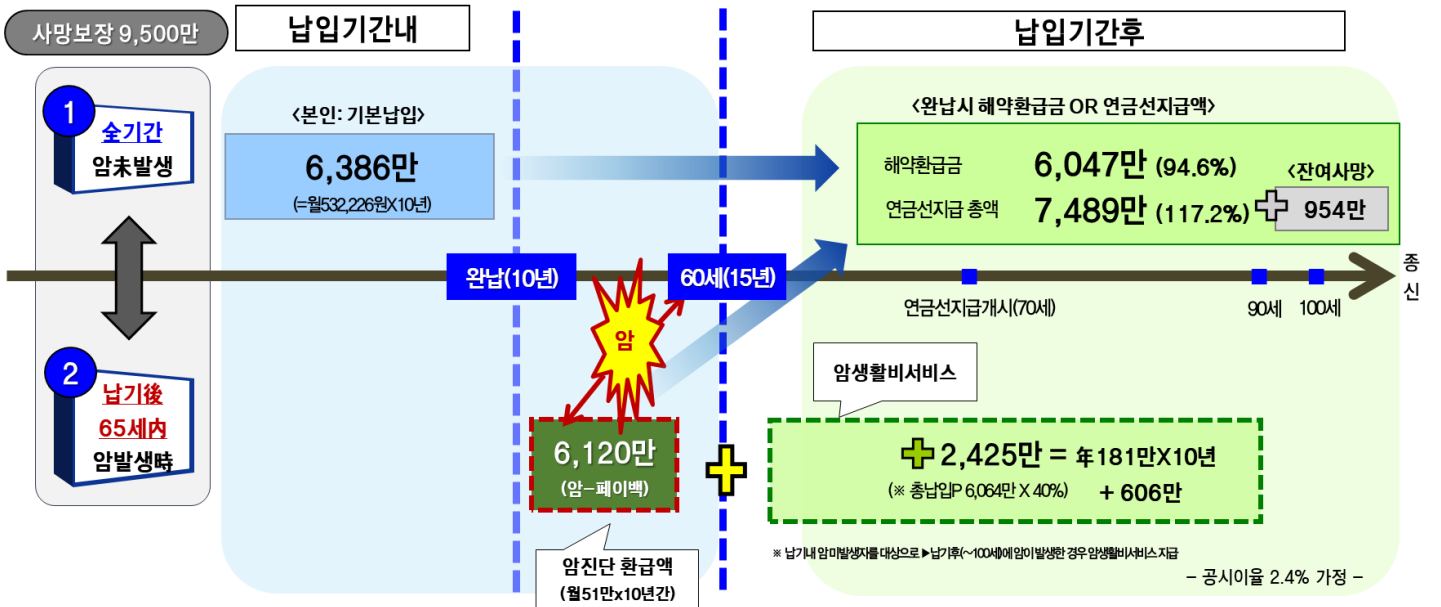 사망보장 9,500만
납입기간내
납입기간후
1
全기간
암未발생
〈본인: 기본납입〉
6,386만
(=월532,226원X10년)
〈완납시 해약환급금 OR 연금선지급액〉
해약환급금 6,047만 (94.6%)
〈잔여사망〉
연금선지급 총액 7,489만 (117.2%)
954만
완납(10년)
60세(15년)
종신
연금선지급개시(70세)
90세
100세
암
2
납기後
65세内
암발생時
6,120만
(암-페이백)
암진단 환급액
(월51만x10년간)
암생활비서비스
2,425만 = 年181만X10년
(※ 총납입P 6,064만 X 40%) + 606만
※ 납기내 암미발생자를 대상으로 ▶납기후(~100세)에 암이 발생한 경우 암생활비서비스 지급
- 공시이율 2.4% 가정 -